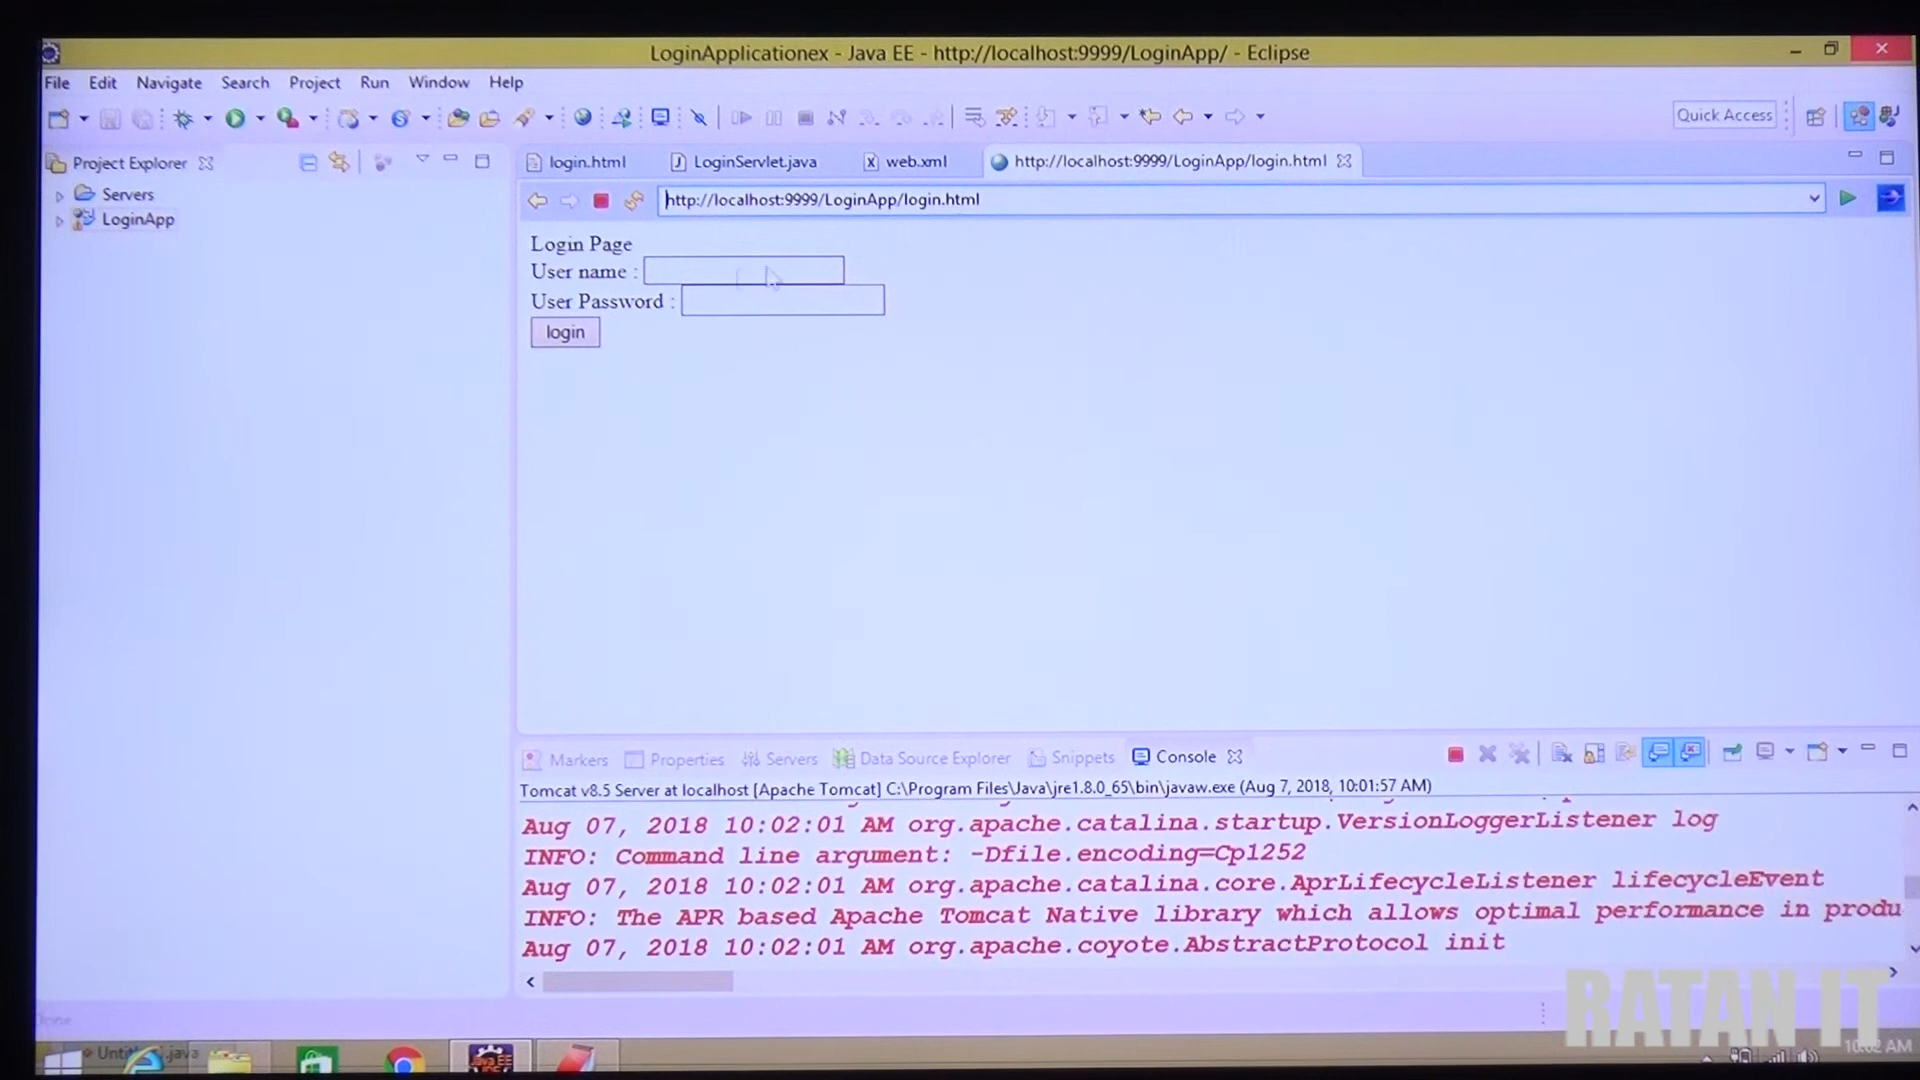 LoginApplicationex - Java EE - http://localhost:9999/LoginApp/ - Eclipse
File Edit Navigate Search Project Run Window Help
Quick Access
Project Explorer
login.html LoginServlet.java web.xml http://localhost:9999/LoginApp/login.html
Servers
LoginApp
http://localhost:9999/LoginApp/login.html
Login Page
User name :
User Password :
login
Markers Properties Servers Data Source Explorer Snippets Console
Tomcat v8.5 Server at localhost [Apache Tomcat] C:\Program Files\Java\jre1.8.0_65\bin\javaw.exe (Aug 7, 2018, 10:01:57 AM)
Aug 07, 2018 10:02:01 AM org.apache.catalina.startup.VersionLoggerListener log
INFO: Command line argument: -Dfile.encoding=Cp1252
Aug 07, 2018 10:02:01 AM org.apache.catalina.core.AprLifecycleListener lifecycleEvent
INFO: The APR based Apache Tomcat Native library which allows optimal performance in produ
Aug 07, 2018 10:02:01 AM org.apache.coyote.AbstractProtocol init
RATAN IT
Done
Java EE
IDE
10:02 AM